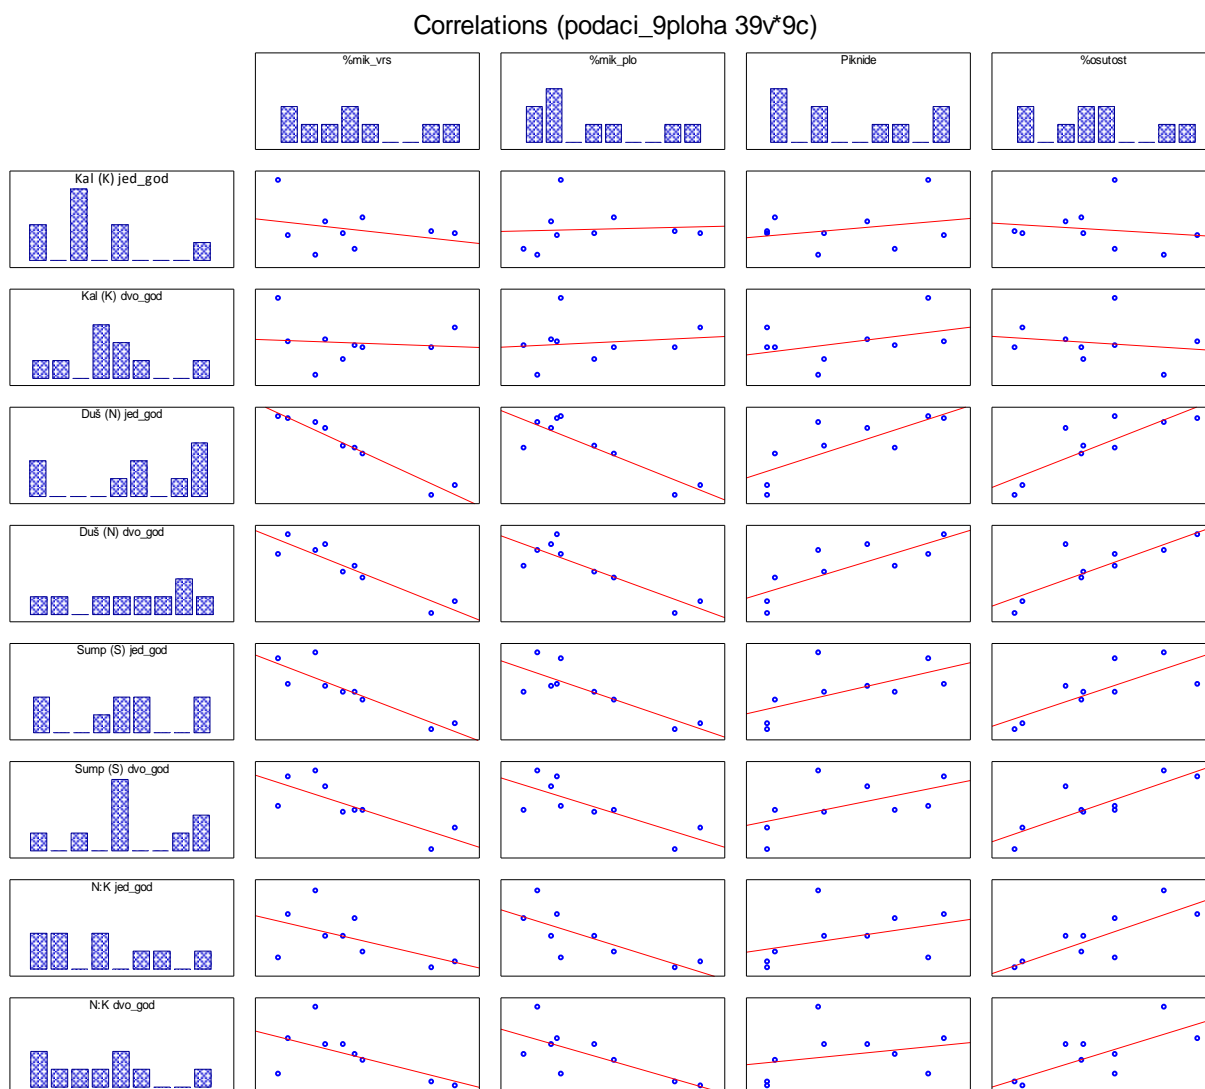 Correlations (podaci_9ploha 39v*9c)
%mik_vrs
%mik_plo
Piknide
%osutost
Kal (K) jed_god
Kal (K) dvo_god
Duš (N) jed_god
Duš (N) dvo_god
Sump (S) jed_god
Sump (S) dvo_god
N:K jed_god
N:K dvo_god